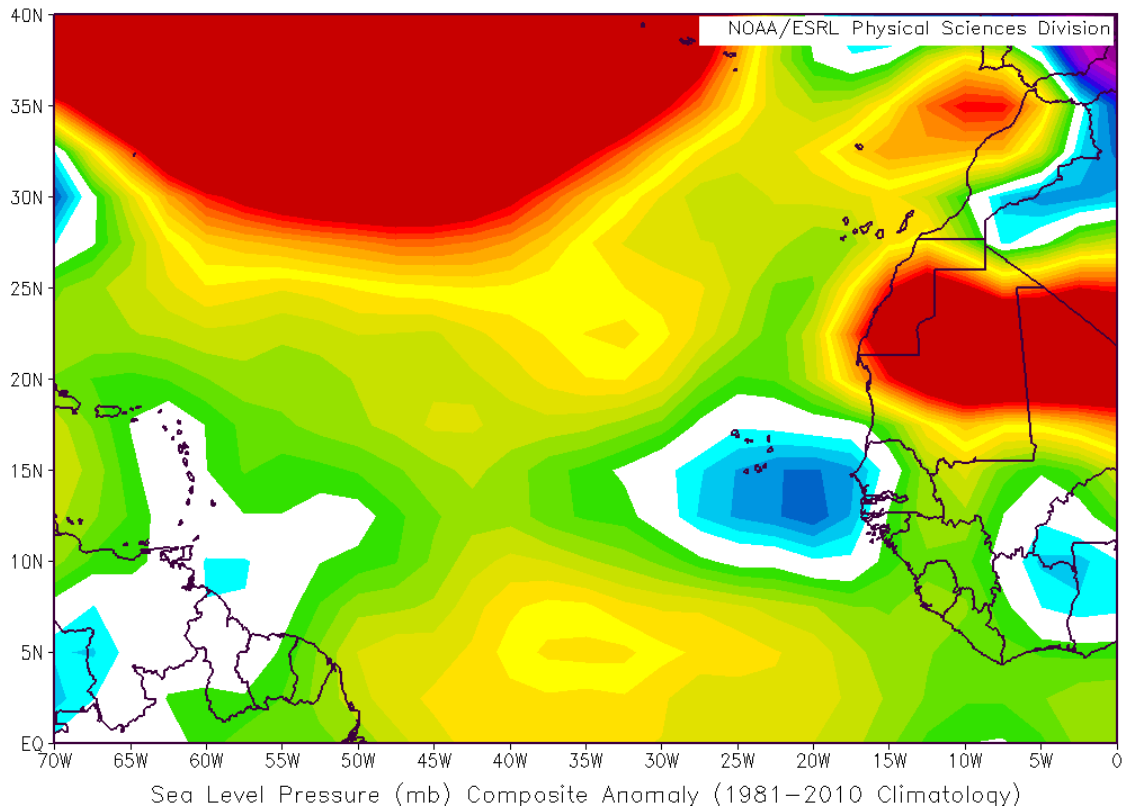 NOAA/ESRL Physical Sciences Division
40N
35N
30N
25N
20N
15N
10N
5N
EQ
70W 65W 60W 55W 50W 45W 40W 35W 30W 25W 20W 15W 10W 5W 0
Sea Level Pressure (mb) Composite Anomaly (1981-2010 Climatology)